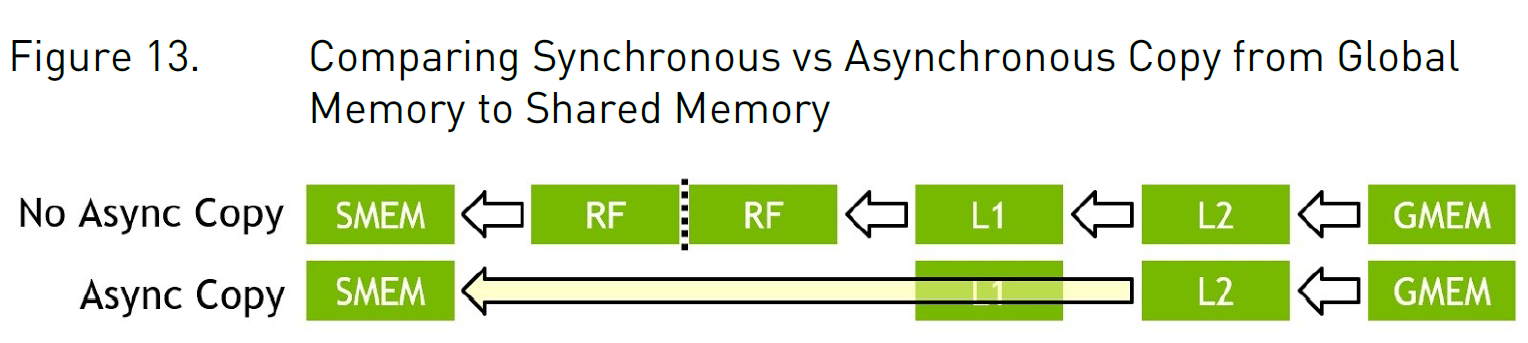 Figure 13. Comparing Synchronous vs Asynchronous Copy from Global
Memory to Shared Memory
No Async Copy SMEM RF RF L1 L2 GMEM
Async Copy SMEM L1 L2 GMEM